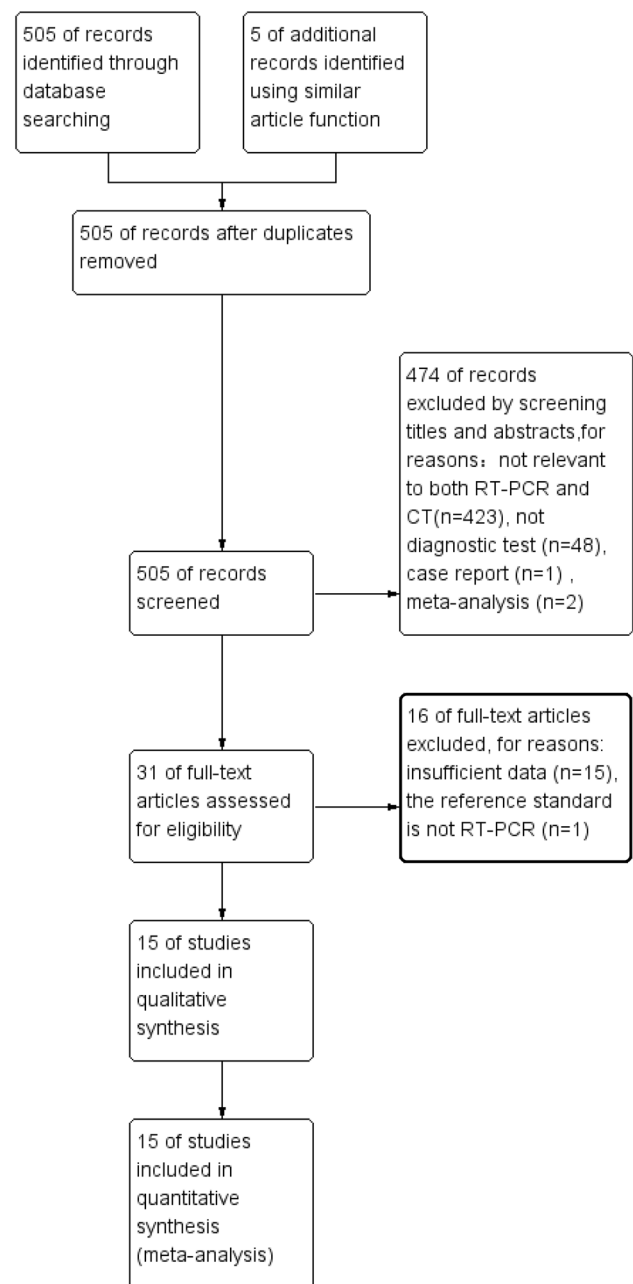 505 of records
identified through
database
searching
5 of additional
records identified
using similar
article function
505 of records after duplicates
removed
474 of records
excluded by screening
titles and abstracts,for
reasons：not relevant
to both RT-PCR and
CT(n=423), not
diagnostic test (n=48),
case report (n=1) ,
meta-analysis (n=2)
505 of records
screened
16 of full-text articles
excluded, for reasons:
insufficient data (n=15),
the reference standard
is not RT-PCR (n=1)
31 of full-text
articles assessed
for eligibility
15 of studies
included in
qualitative
synthesis
15 of studies
included in
quantitative
synthesis
(meta-analysis)